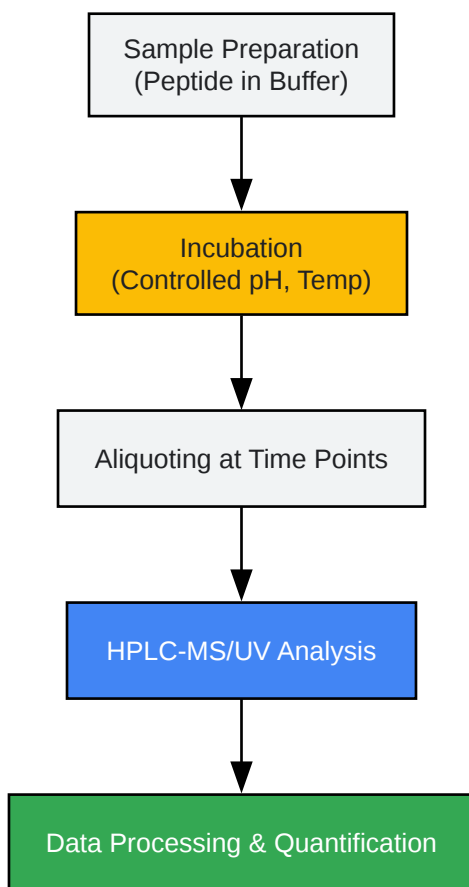 Sample Preparation
(Peptide in Buffer)
Incubation
(Controlled pH, Temp)
Aliquoting at Time Points
HPLC-MS/UV Analysis
Data Processing & Quantification